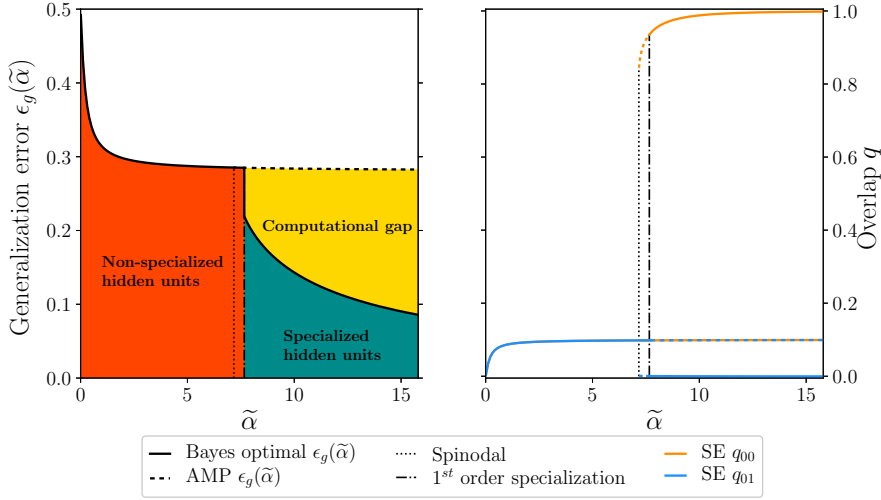 Generalization error ϵ_g(α̃)
0.5
0.4
0.3
0.2
0.1
0.0
Non-specialized
hidden units
Computational gap
Specialized
hidden units
0
5
10
15
α̃
1.0
0.8
0.6
0.4
0.2
0.0
Overlap q
0
5
10
15
α̃
Bayes optimal ϵ_g(α̃)
AMP ϵ_g(α̃)
Spinodal
1^st order specialization
SE q_00
SE q_01